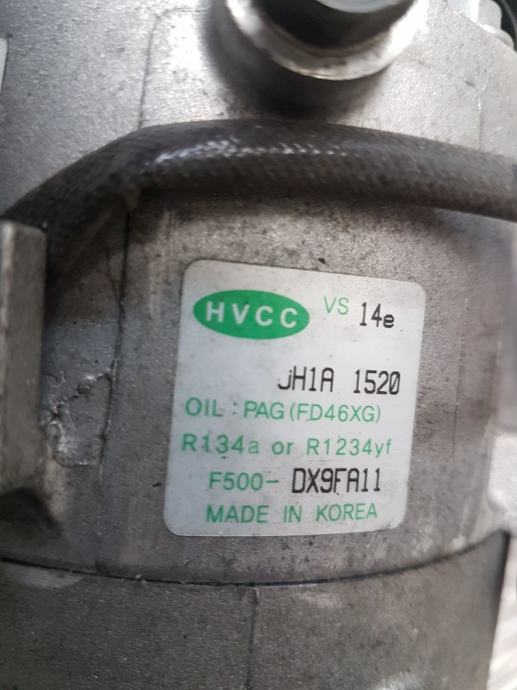 HVCC VS 14e
JH1A 1520
OIL : PAG (FD46XG)
R134a or R1234yf
F500- DX9FA11
MADE IN KOREA